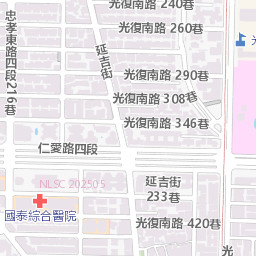 光復南路 240巷
光復南路 260巷
忠孝東路四段216巷
延吉街
光復南路 290巷
光復南路 308巷
光復南路 346巷
仁愛路四段
NLSC 202505
國泰綜合醫院
延吉街
233巷
光復南路 420巷